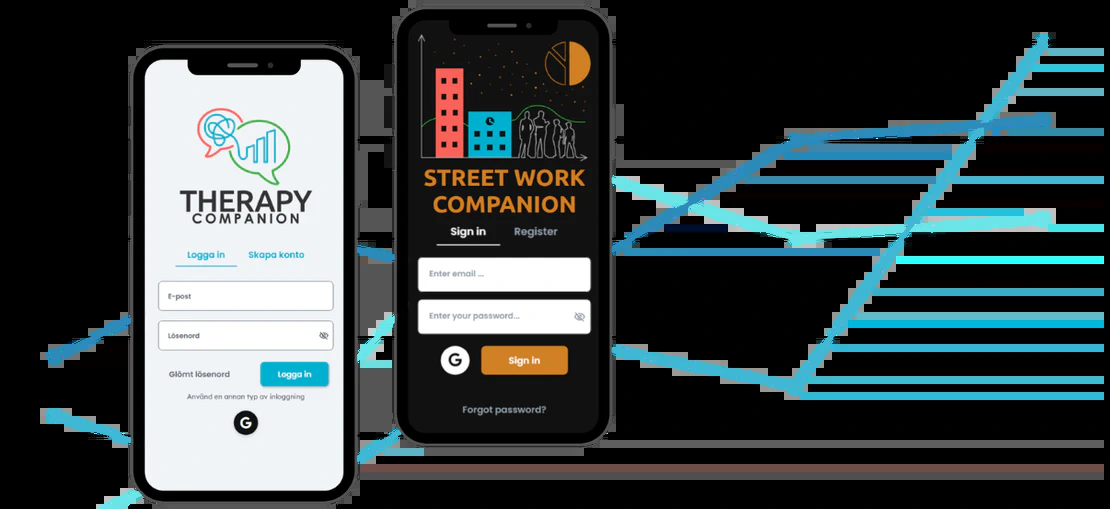 THERAPY
COMPANION
Logga in Skapa konto
E-post
Lösenord
Glömt lösenord Logga in
Använd en annan typ av inloggning
G
STREET WORK
COMPANION
Sign in Register
Enter email ...
Enter your password...
G Sign in
Forgot password?